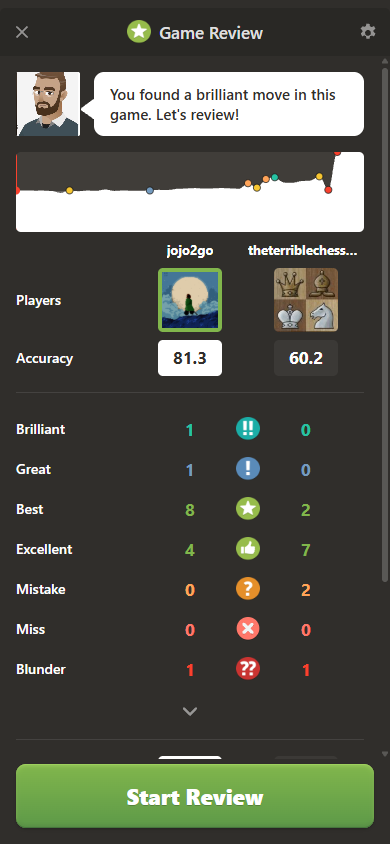 Game Review
You found a brilliant move in this
game. Let's review!
jojo2go theterriblechess...
Players
Accuracy 81.3 60.2
Brilliant 1 !! 0
Great 1 ! 0
Best 8 2
Excellent 4 7
Mistake 0 ? 2
Miss 0 0
Blunder 1 ?? 1
Start Review